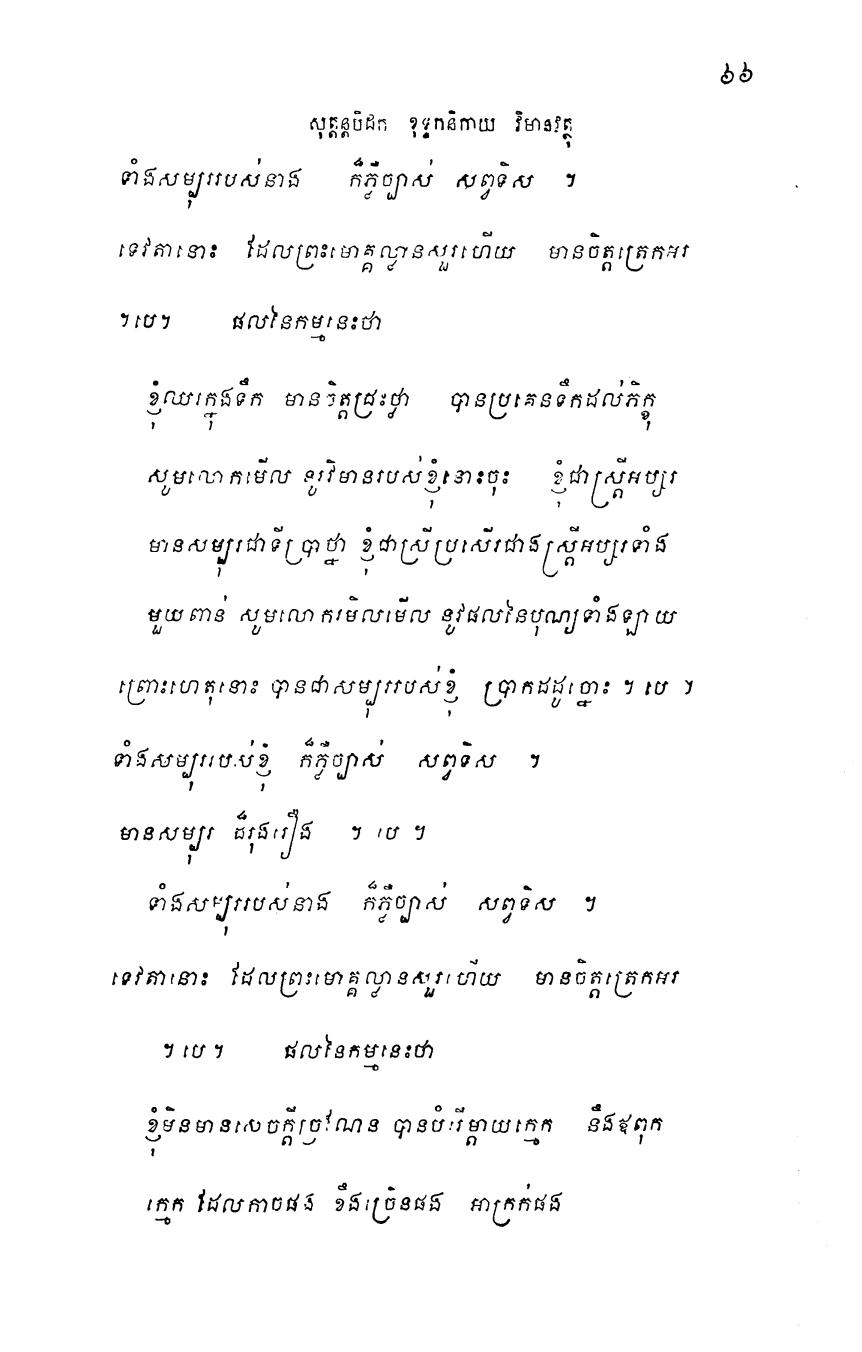 ៦៦
សុត្តន្តបិដក ខុទ្ទកនិកាយ វិមានវត្ថុ
ទាំងសម្បុររបស់នាង ក៏ភ្លឺច្បាស់ សព្វទិស ។
ទេវតានោះ ដែលព្រះមោគ្គល្លានសួរហើយ មានចិត្តត្រេកអរ
។បេ។ ផលនៃកម្មនេះថា
ខ្ញុំឈរក្នុងទឹក មានចិត្តជ្រះថ្លា បានប្រគេនទឹកដល់ភិក្ខុ
សូមលោកមើល នូវវិមានរបស់ខ្ញុំនោះចុះ ខ្ញុំជាស្ត្រីអប្សរ
មានសម្បុរជាទីប្រាថ្នា ខ្ញុំជាស្រីប្រសើរជាងស្ត្រីអប្សរទាំង
មួយពាន់ សូមលោករមិលមើល នូវផលនៃបុណ្យទាំងឡាយ
ព្រោះហេតុនោះ បានជាសម្បុររបស់ខ្ញុំ ប្រាកដដូច្នោះ ។ បេ ។
ទាំងសម្បុររបស់ខ្ញុំ ក៏ភ្លឺច្បាស់ សព្វទិស ។
មានសម្បុរ ដ៏រុងរឿង ។ បេ ។
ទាំងសម្បុររបស់នាង ក៏ភ្លឺច្បាស់ សព្វទិស ។
ទេវតានោះ ដែលព្រះមោគ្គល្លានសួរហើយ មានចិត្តត្រេកអរ
។ បេ ។ ផលនៃកម្មនេះថា
ខ្ញុំមិនមានសេចក្តីច្រណែន បានបំរើម្តាយក្មេក នឹងឪពុក
ក្មេក ដែលកាចផង ខឹងច្រើនផង អាក្រក់ផង